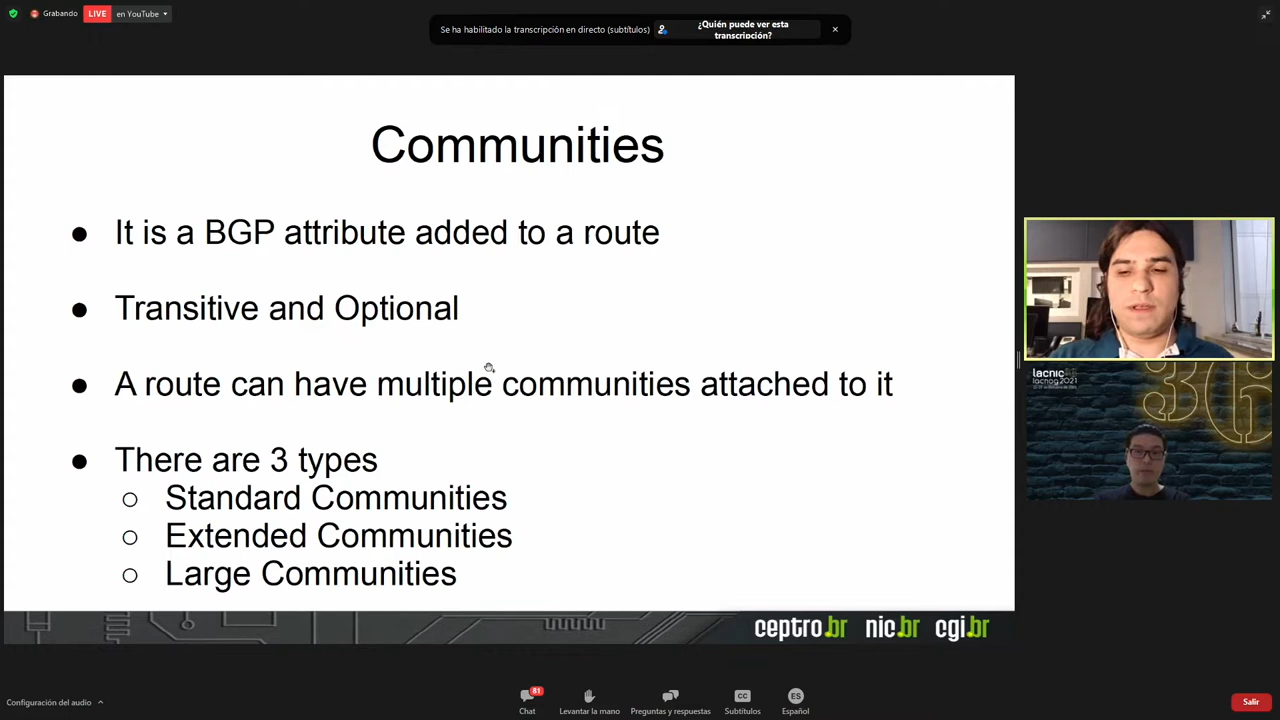 Grabando
LIVE
en YouTube
Se ha habilitado la transcripción en directo (subtítulos)
¿Quién puede ver esta
transcripción?
Communities
● It is a BGP attribute added to a route
● Transitive and Optional
● A route can have multiple communities attached to it
● There are 3 types
○ Standard Communities
○ Extended Communities
○ Large Communities
ceptro.br nic.br cgi.br
lacnic
lacnog 2021
36
Configuración del audio
81
Chat
Levantar la mano
Preguntas y respuestas
CC
Subtítulos
ES
Español
Salir